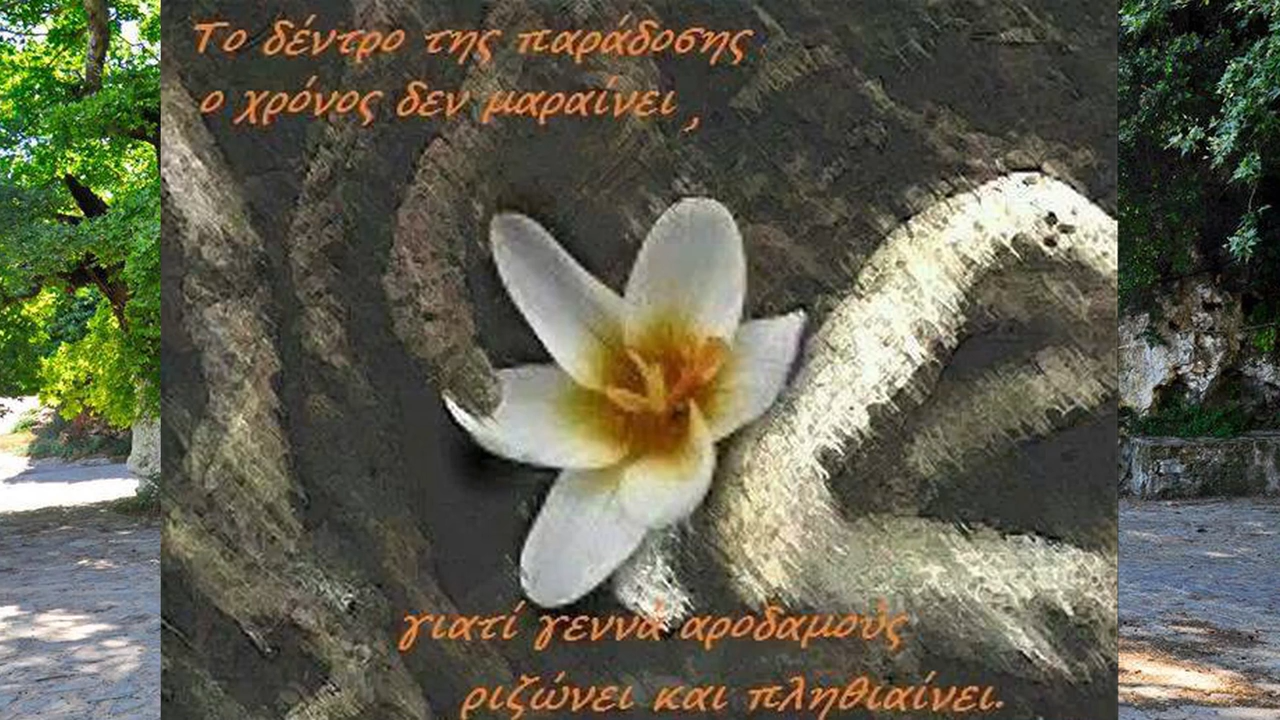 Το δέντρο της παράδοσης
ο χρόνος δεν μαραίνει ,
γιατί γεννά αροδαμούς
ριζώνει και πληθιαίνει.